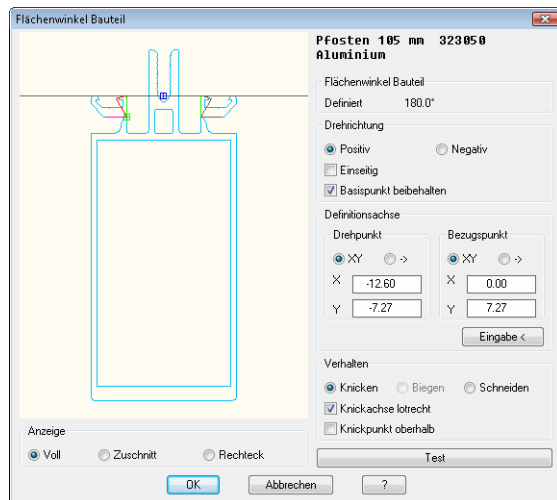 Flächenwinkel Bauteil
Pfosten 105 mm 323050
Aluminium
Flächenwinkel Bauteil
Definiert 180.0°
Drehrichtung
Positiv Negativ
Einseitig
Basispunkt beibehalten
Definitionsachse
Drehpunkt Bezugspunkt
XY -> XY ->
X -12.60 X 0.00
Y -7.27 Y 7.27
Eingabe <
Verhalten
Knicken Biegen Schneiden
Knickachse lotrecht
Knickpunkt oberhalb
Anzeige
Voll Zuschnitt Rechteck
Test
OK Abbrechen ?